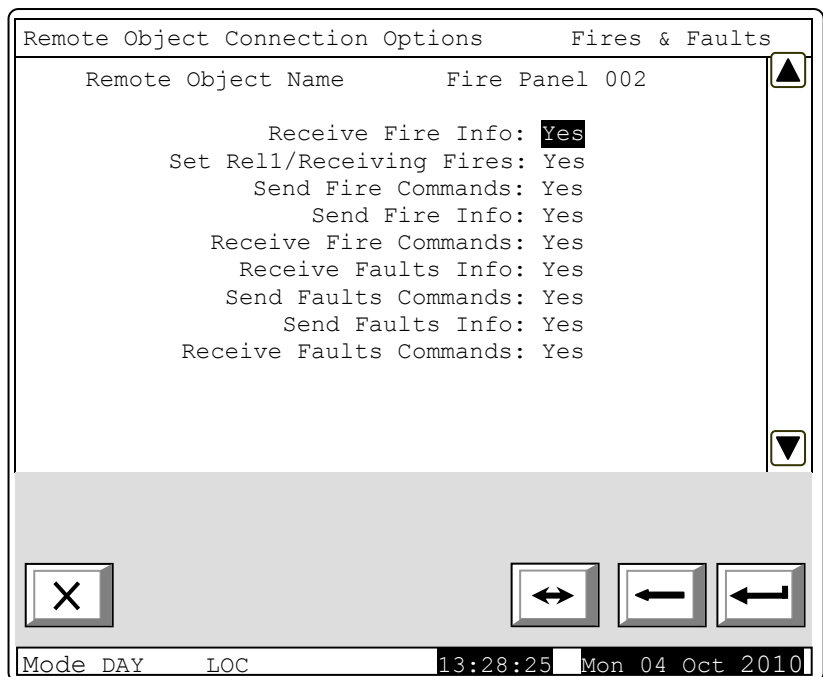 Remote Object Connection Options Fires & Faults
Remote Object Name Fire Panel 002
Receive Fire Info: Yes
Set Rel1/Receiving Fires: Yes
Send Fire Commands: Yes
Send Fire Info: Yes
Receive Fire Commands: Yes
Receive Faults Info: Yes
Send Faults Commands: Yes
Send Faults Info: Yes
Receive Faults Commands: Yes
Mode DAY LOC 13:28:25 Mon 04 Oct 2010